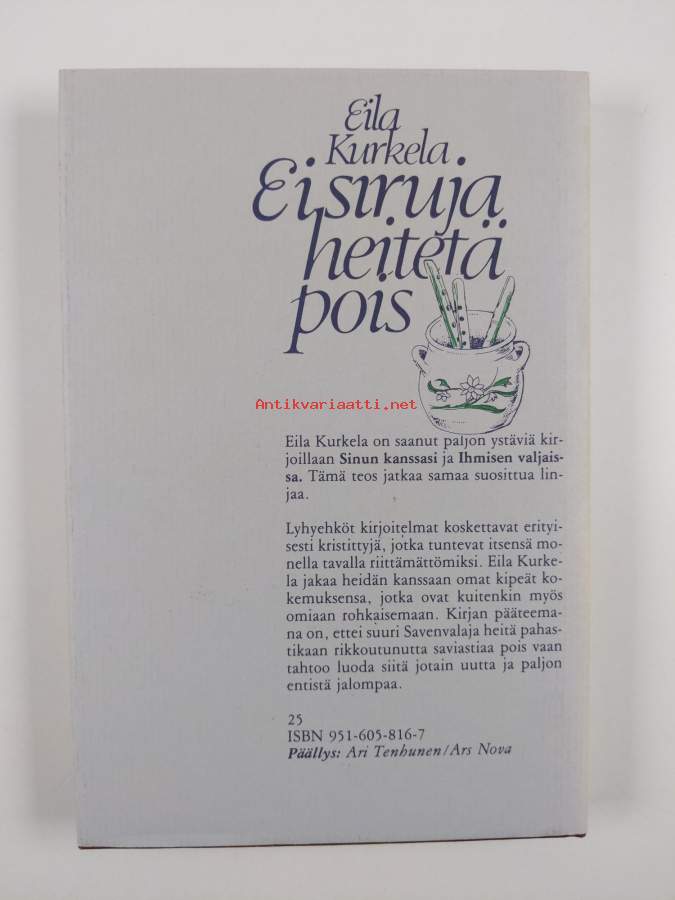 Eila
Kurkela
Ei siruja
heitetä
pois
Antikvariaatti.net
Eila Kurkela on saanut paljon ystäviä kir-
joillaan Sinun kanssasi ja Ihmisen valjais-
sa. Tämä teos jatkaa samaa suosittua lin-
jaa.
Lyhyehköt kirjoitelmat koskettavat erityi-
sesti kristittyjä, jotka tuntevat itsensä mo-
nella tavalla riittämättömiksi. Eila Kurke-
la jakaa heidän kanssaan omat kipeät ko-
kemuksensa, jotka ovat kuitenkin myös
omiaan rohkaisemaan. Kirjan pääteema-
na on, ettei suuri Savenvalaja heitä pahas-
tikaan rikkoutunutta saviastiaa pois vaan
tahtoo luoda siitä jotain uutta ja paljon
entistä jalompaa.
25
ISBN 951-605-816-7
Päällys: Ari Tenhunen/Ars Nova